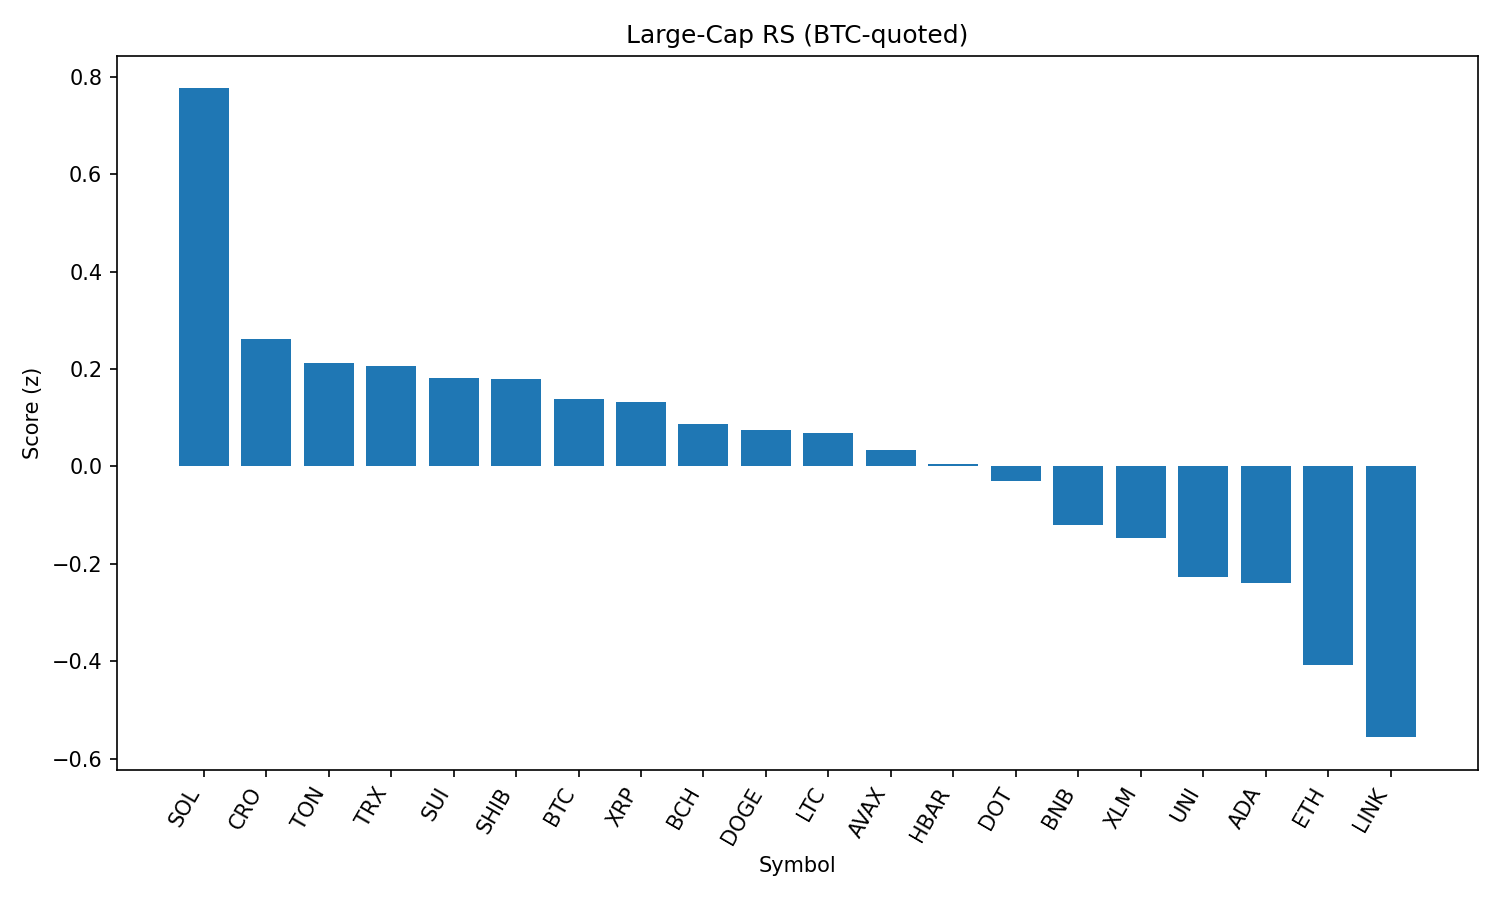 Large-Cap RS (BTC-quoted)
Score (z)
0.8
0.6
0.4
0.2
0.0
−0.2
−0.4
−0.6
SOL
CRO
TON
TRX
SUI
SHIB
BTC
XRP
BCH
DOGE
LTC
AVAX
HBAR
DOT
BNB
XLM
UNI
ADA
ETH
LINK
Symbol